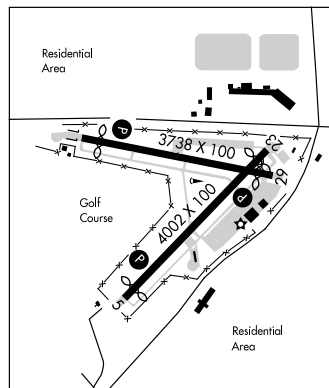 Residential
Area
P
11
3738 X 100
23
29
P
Golf
Course
4002 X 100
P
5
Residential
Area